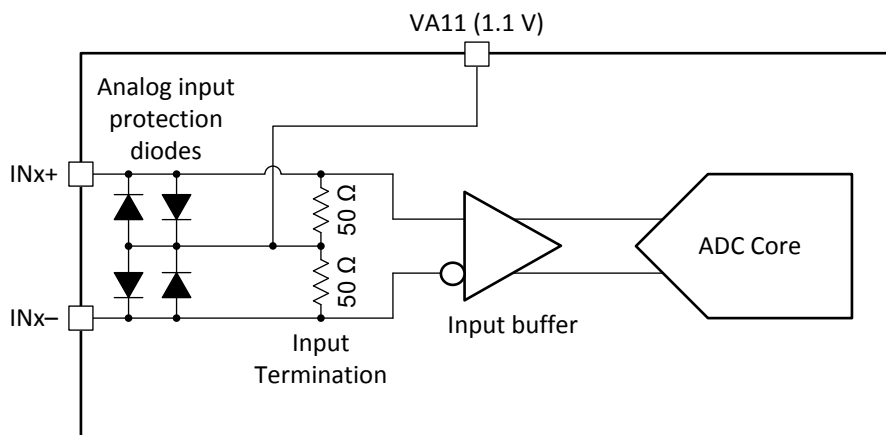 VA11 (1.1 V)
Analog input
protection
diodes
INx+
50 Ω
50 Ω
ADC Core
INx–
Input buffer
Input
Termination